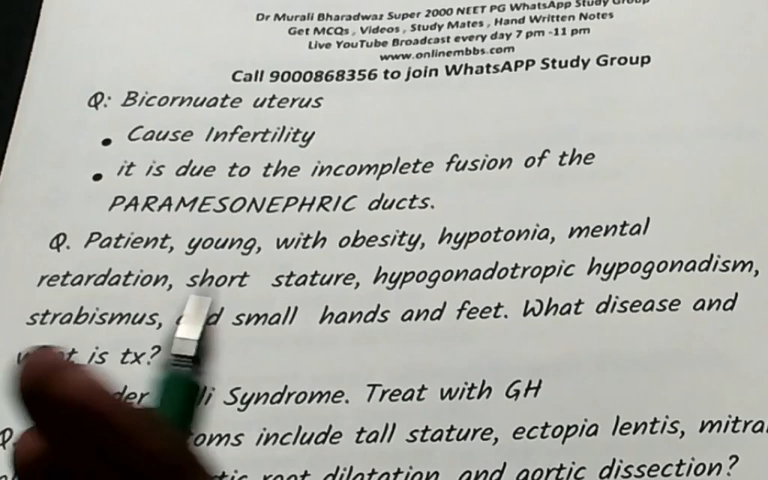 Dr Murali Bharadwaz Super 2000 NEET PG WhatsApp Study Group
Get MCQs , Videos , Study Mates , Hand Written Notes
Live YouTube Broadcast every day 7 pm -11 pm
www.onlinembbs.com
Call 9000868356 to join WhatsAPP Study Group
Q: Bicornuate uterus
• Cause Infertility
• it is due to the incomplete fusion of the
PARAMESONEPHRIC ducts.
Q. Patient, young, with obesity, hypotonia, mental
retardation, short stature, hypogonadotropic hypogonadism,
strabismus, small hands and feet. What disease and
is tx?
Syndrome. Treat with GH
include tall stature, ectopia lentis, mitral
root dilatation, and aortic dissection?